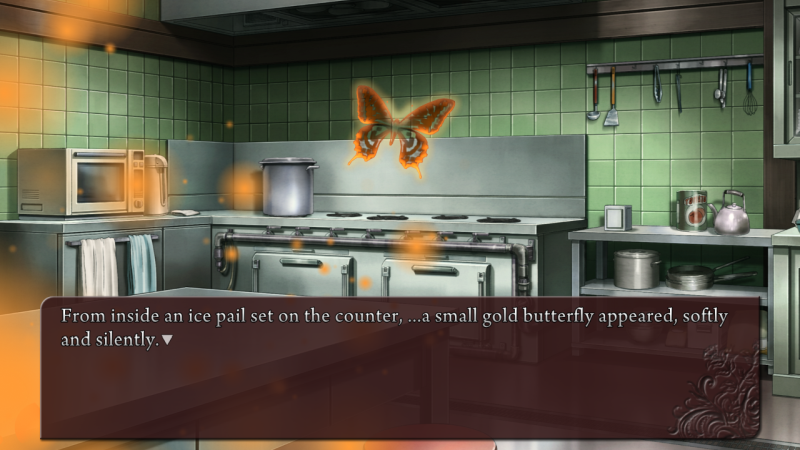 From inside an ice pail set on the counter, ...a small gold butterfly appeared, softly
and silently.